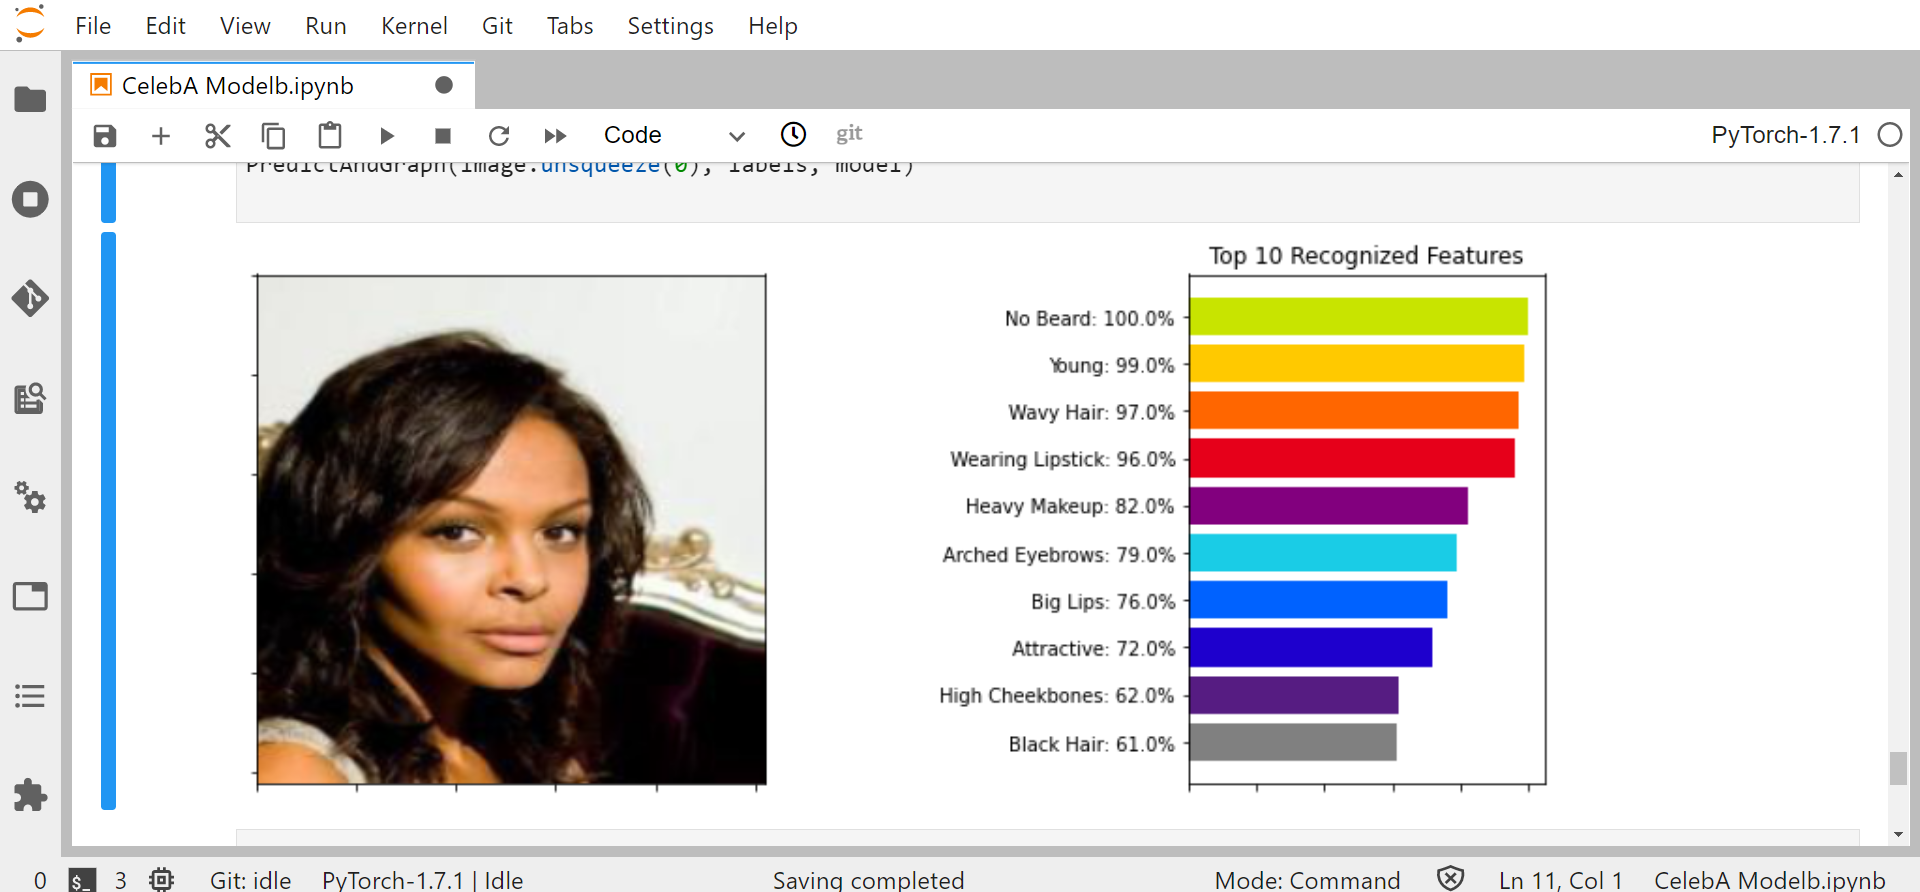 File Edit View Run Kernel Git Tabs Settings Help
CelebA Modelb.ipynb
Code git PyTorch-1.7.1
PredictAndGraph(image.unsqueeze(0), labels, model)
Top 10 Recognized Features
No Beard: 100.0%
Young: 99.0%
Wavy Hair: 97.0%
Wearing Lipstick: 96.0%
Heavy Makeup: 82.0%
Arched Eyebrows: 79.0%
Big Lips: 76.0%
Attractive: 72.0%
High Cheekbones: 62.0%
Black Hair: 61.0%
0 $_ 3 Git: idle PyTorch-1.7.1 | Idle Saving completed Mode: Command Ln 11, Col 1 CelebA Modelb.ipynb